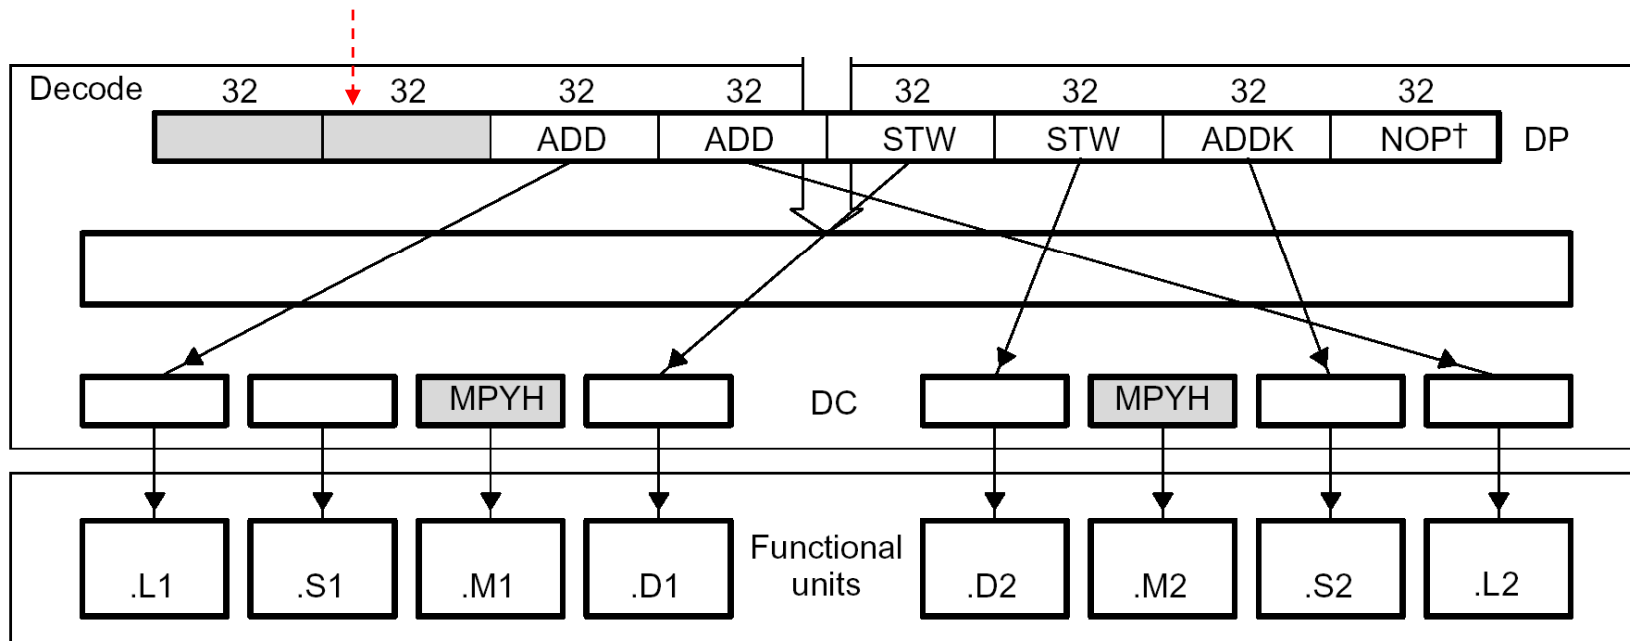 Decode 32 32 32 32 32 32 32 32
ADD ADD STW STW ADDK NOP† DP
MPYH DC MPYH
.L1 .S1 .M1 .D1 Functional units .D2 .M2 .S2 .L2